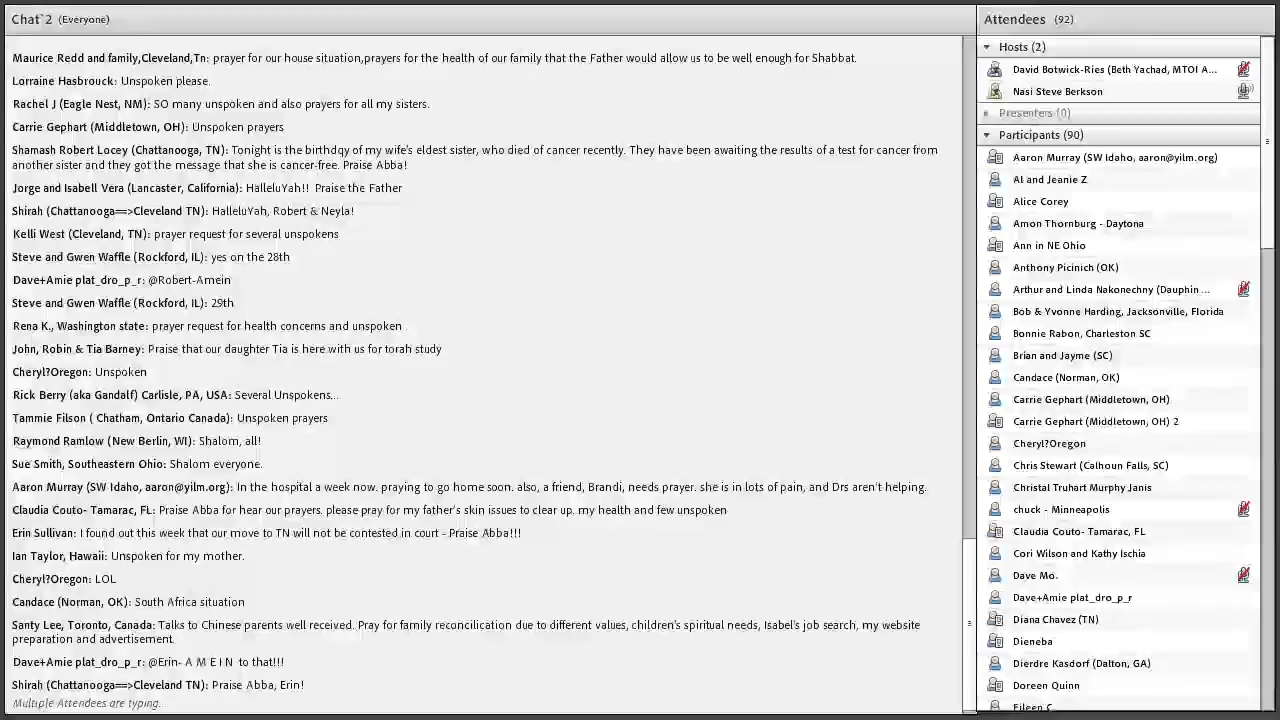 Chat`2 (Everyone)
Maurice Redd and family,Cleveland,Tn: prayer for our house situation,prayers for the health of our family that the Father would allow us to be well enough for Shabbat.
Lorraine Hasbrouck: Unspoken please.
Rachel J (Eagle Nest, NM): SO many unspoken and also prayers for all my sisters.
Carrie Gephart (Middletown, OH): Unspoken prayers
Shamash Robert Locey (Chattanooga, TN): Tonight is the birthday of my wife's eldest sister, who died of cancer recently. They have been awaiting the results of a test for cancer from
another sister and they got the message that she is cancer-free. Praise Abba!
Jorge and Isabell Vera (Lancaster, California): HalleluYah!! Praise the Father
Shirah (Chattanooga==>Cleveland TN): HalleluYah, Robert & Neyla!
Kelli West (Cleveland, TN): prayer request for several unspokens
Steve and Gwen Waffle (Rockford, IL): yes on the 28th
Dave+Amie plat_dro_p_r: @Robert-Amein
Steve and Gwen Waffle (Rockford, IL): 29th
Rena K., Washington state: prayer request for health concerns and unspoken
John, Robin & Tia Barney: Praise that our daughter Tia is here with us for torah study
Cheryl?Oregon: Unspoken
Rick Berry (aka Gandalf) Carlisle, PA, USA: Several Unspokens...
Tammie Filson ( Chatham, Ontario Canada): Unspoken prayers
Raymond Ramlow (New Berlin, WI): Shalom, all!
Sue Smith, Southeastern Ohio: Shalom everyone.
Aaron Murray (SW Idaho, aaron@yilm.org): In the hospital a week now. praying to go home soon. also, a friend, Brandi, needs prayer. she is in lots of pain, and Drs aren't helping.
Claudia Couto- Tamarac, FL: Praise Abba for hear our prayers. please pray for my father's skin issues to clear up. my health and few unspoken
Erin Sullivan: I found out this week that our move to TN will not be contested in court - Praise Abba!!!
Ian Taylor, Hawaii: Unspoken for my mother.
Cheryl?Oregon: LOL
Candace (Norman, OK): South Africa situation
Santy Lee, Toronto, Canada: Talks to Chinese parents well received. Pray for family reconciliation due to different values, children's spiritual needs, Isabel's job search, my website
preparation and advertisement.
Dave+Amie plat_dro_p_r: @Erin- A M E I N to that!!!
Shirah (Chattanooga==>Cleveland TN): Praise Abba, Erin!
Multiple Attendees are typing...
Attendees (92)
Hosts (2)
David Botwick-Ries (Beth Yachad, MTOI A...
Nasi Steve Berkson
Presenters (0)
Participants (90)
Aaron Murray (SW Idaho, aaron@yilm.org)
Al and Jeanie Z
Alice Corey
Amon Thornburg - Daytona
Ann in NE Ohio
Anthony Picinich (OK)
Arthur and Linda Nakonechny (Dauphin ...
Bob & Yvonne Harding, Jacksonville, Florida
Bonnie Rabon, Charleston SC
Brian and Jayme (SC)
Candace (Norman, OK)
Carrie Gephart (Middletown, OH)
Carrie Gephart (Middletown, OH) 2
Cheryl?Oregon
Chris Stewart (Calhoun Falls, SC)
Christal Truhart Murphy Janis
chuck - Minneapolis
Claudia Couto- Tamarac, FL
Cori Wilson and Kathy Ischia
Dave Mo.
Dave+Amie plat_dro_p_r
Diana Chavez (TN)
Dieneba
Dierdre Kasdorf (Dalton, GA)
Doreen Quinn
Eileen C.